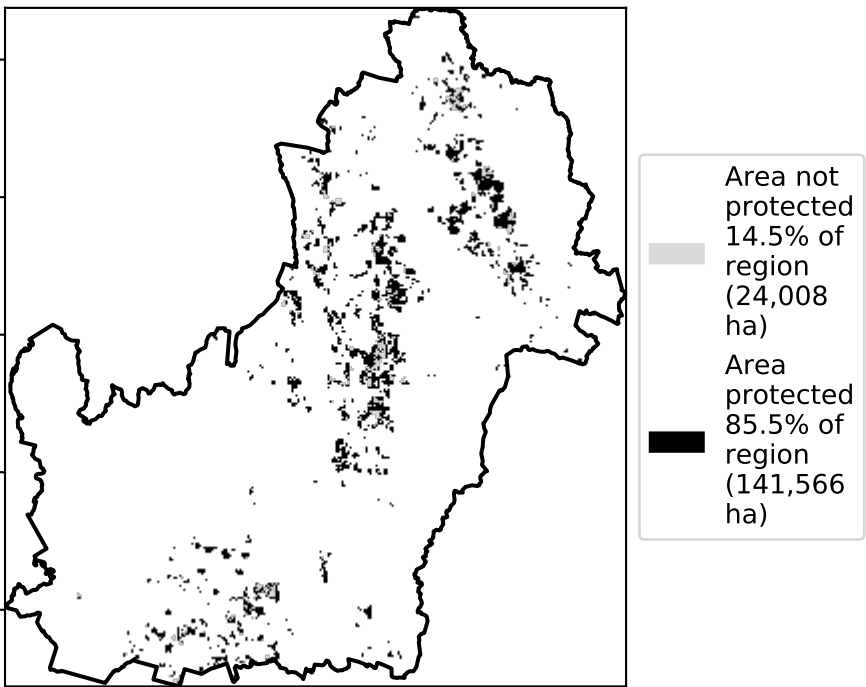 Area not
protected
14.5% of
region
(24,008
ha)
Area
protected
85.5% of
region
(141,566
ha)